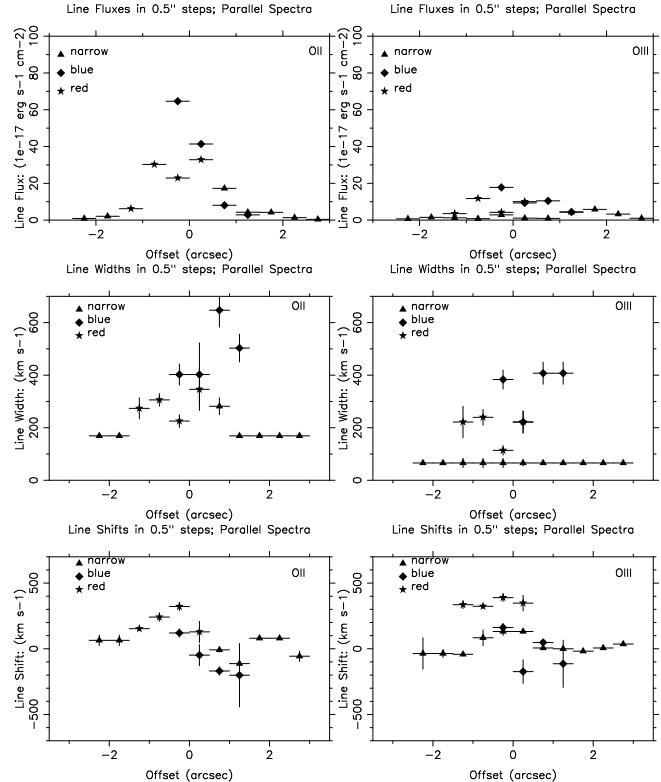 Line Fluxes in 0.5" steps; Parallel Spectra
Line Flux: (1e-17 erg s-1 cm-2)
100
80
60
40
20
0
narrow
blue
red
OII
-2 0 2
Offset (arcsec)
Line Fluxes in 0.5" steps; Parallel Spectra
Line Flux: (1e-17 erg s-1 cm-2)
100
80
60
40
20
0
narrow
blue
red
OIII
-2 0 2
Offset (arcsec)
Line Widths in 0.5" steps; Parallel Spectra
Line Width: (km s-1)
600
400
200
0
narrow
blue
red
OII
-2 0 2
Offset (arcsec)
Line Widths in 0.5" steps; Parallel Spectra
Line Width: (km s-1)
600
400
200
0
narrow
blue
red
OIII
-2 0 2
Offset (arcsec)
Line Shifts in 0.5" steps; Parallel Spectra
Line Shift: (km s-1)
500
0
-500
narrow
blue
red
OII
-2 0 2
Offset (arcsec)
Line Shifts in 0.5" steps; Parallel Spectra
Line Shift: (km s-1)
500
0
-500
narrow
blue
red
OIII
-2 0 2
Offset (arcsec)